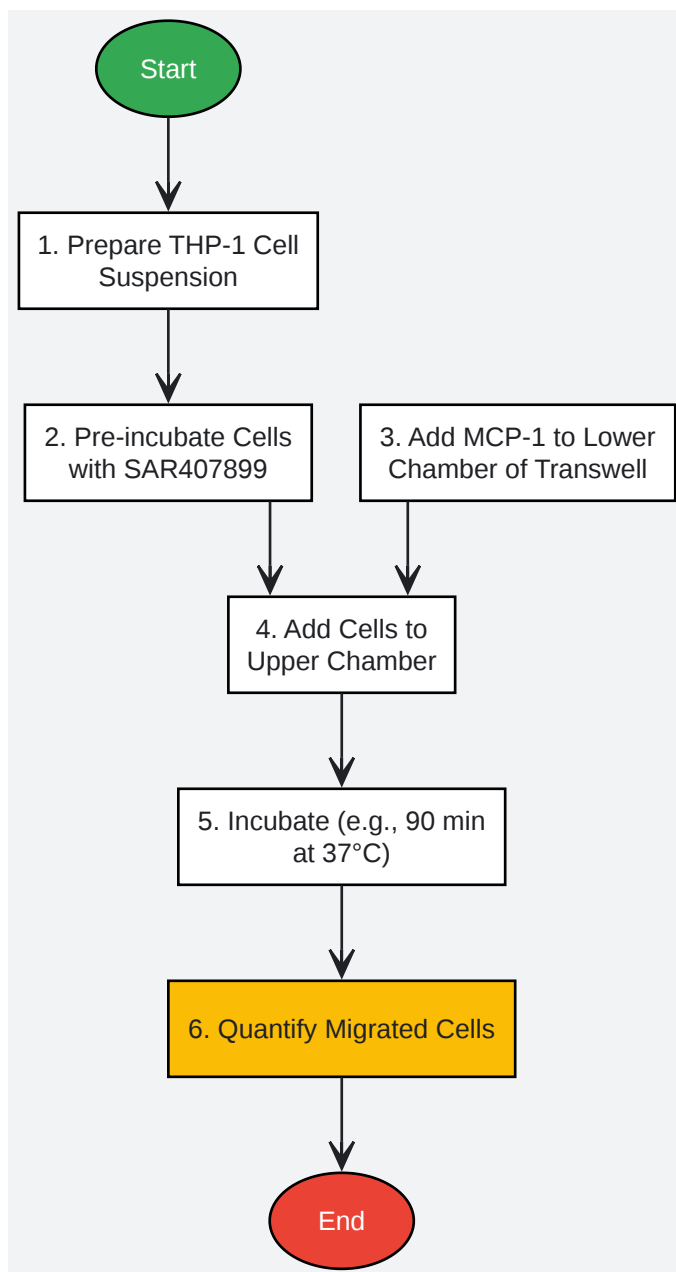 Start
1. Prepare THP-1 Cell
Suspension
2. Pre-incubate Cells
with SAR407899
3. Add MCP-1 to Lower
Chamber of Transwell
4. Add Cells to
Upper Chamber
5. Incubate (e.g., 90 min
at 37°C)
6. Quantify Migrated Cells
End